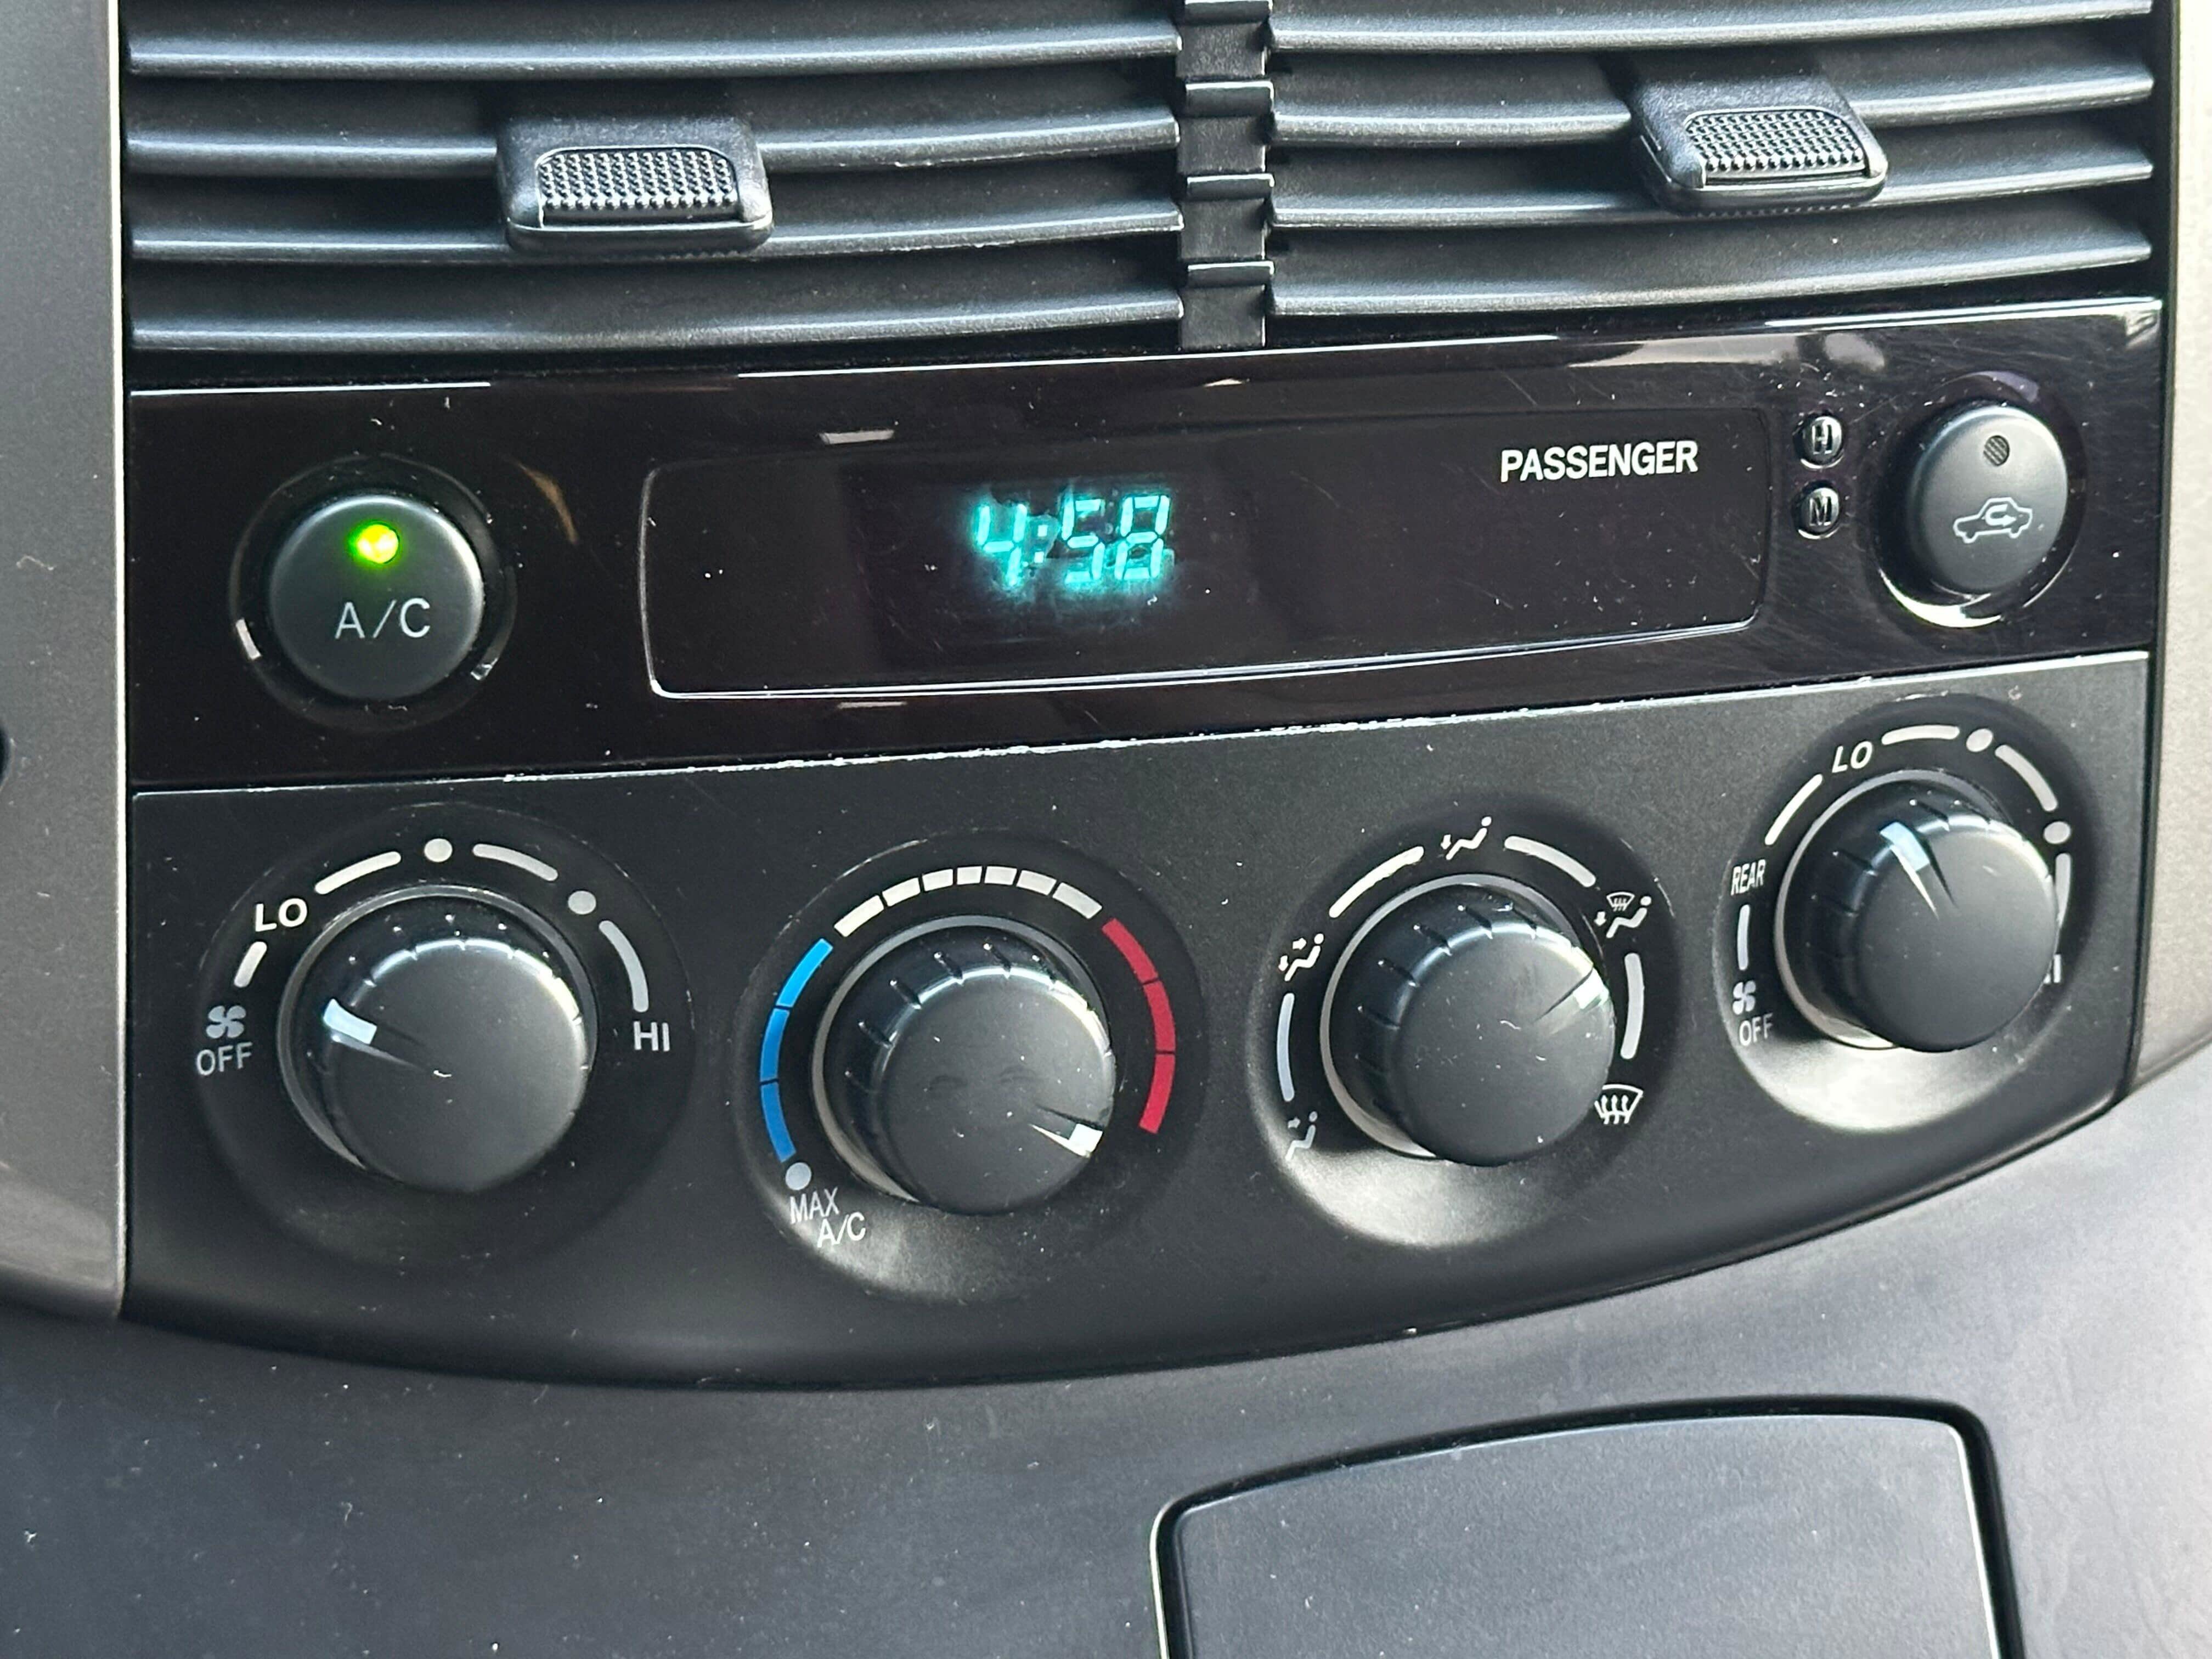 PASSENGER
H
4:58
M
A/C
LO
LO
REAR
OFF
HI
OFF
MAX
A/C